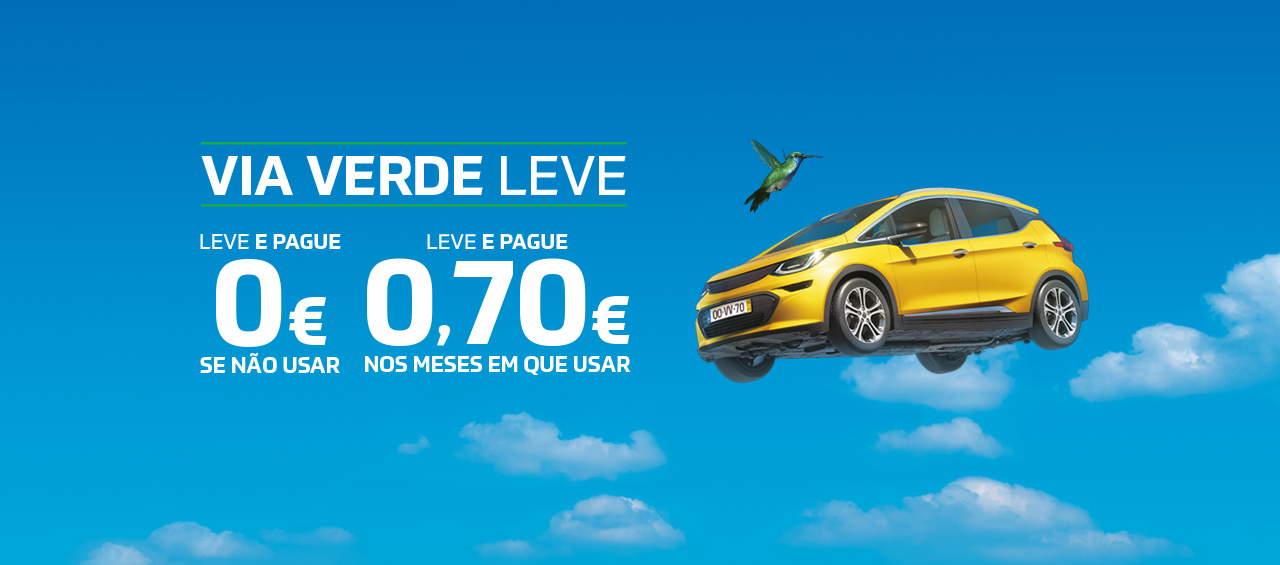 VIA VERDE LEVE
LEVE E PAGUE
0€
SE NÃO USAR
LEVE E PAGUE
0,70€
NOS MESES EM QUE USAR
00-VV-70